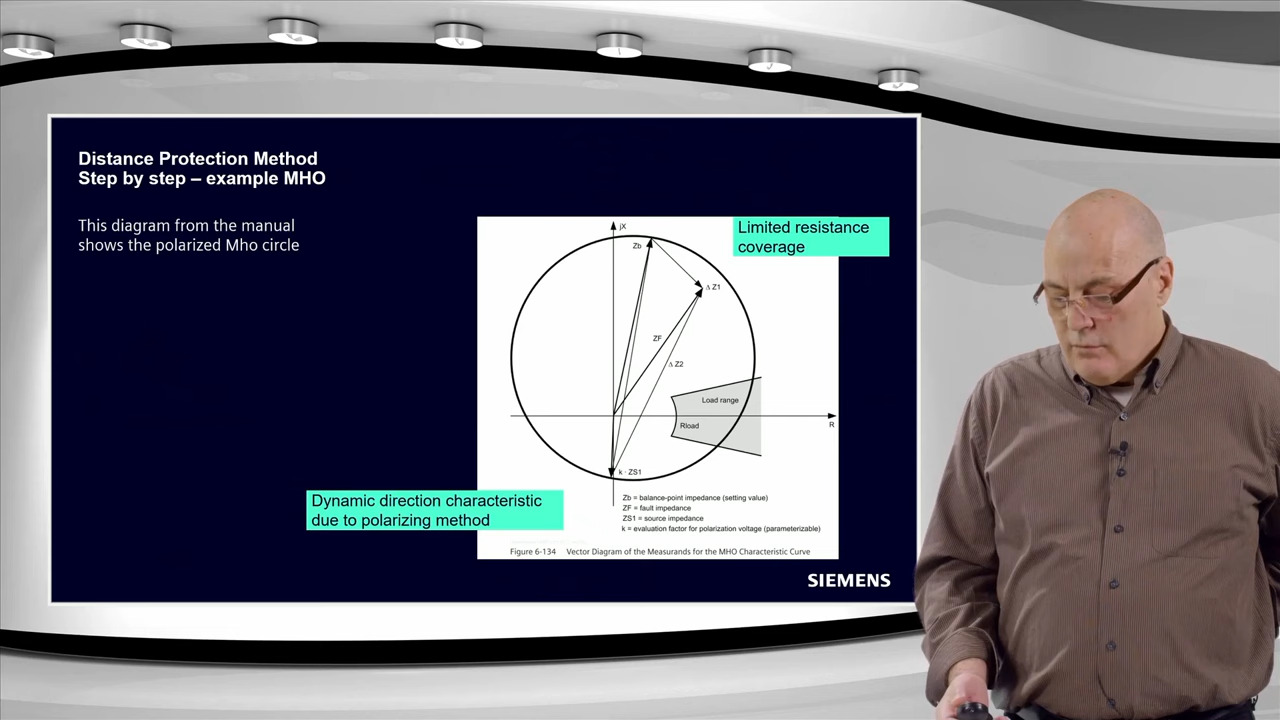 Distance Protection Method
Step by step – example MHO
This diagram from the manual
shows the polarized Mho circle
Limited resistance
coverage
jX
Zb
Δ Z1
ZF
Δ Z2
Load range
Rload
R
k · ZS1
Dynamic direction characteristic
due to polarizing method
Zb = balance-point impedance (setting value)
ZF = fault impedance
ZS1 = source impedance
k = evaluation factor for polarization voltage (parameterizable)
Figure 6-134 Vector Diagram of the Measurands for the MHO Characteristic Curve
SIEMENS